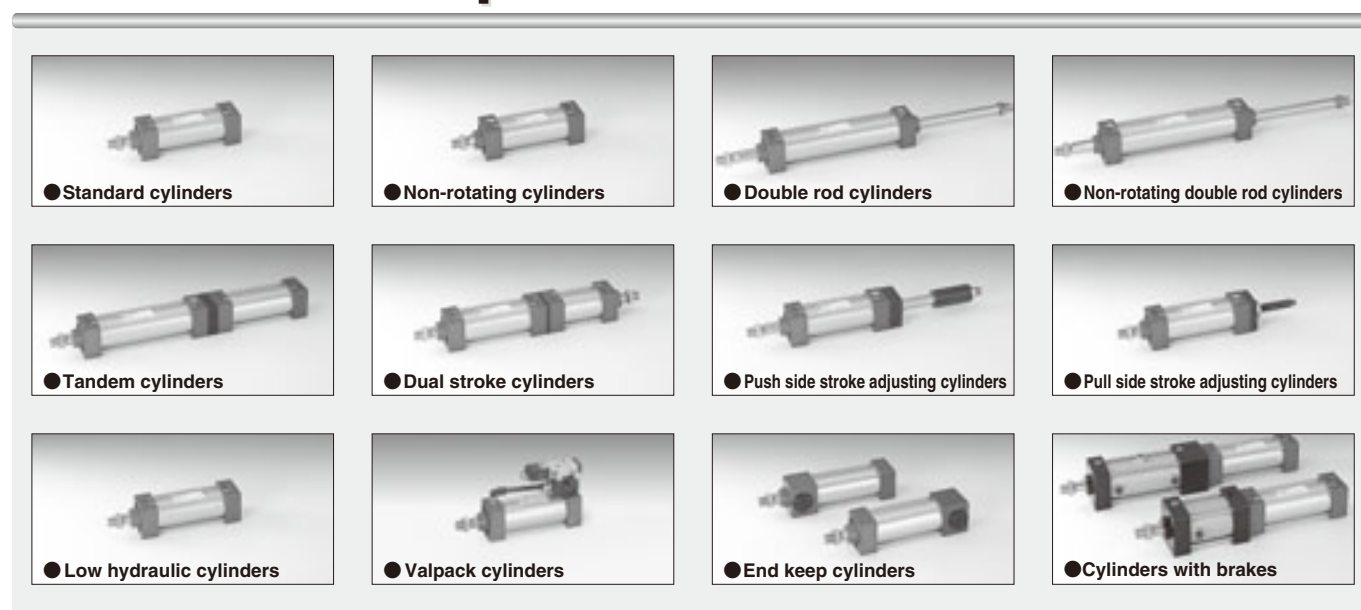 ●Standard cylinders
●Non-rotating cylinders
●Double rod cylinders
●Non-rotating double rod cylinders
●Tandem cylinders
●Dual stroke cylinders
●Push side stroke adjusting cylinders
●Pull side stroke adjusting cylinders
●Low hydraulic cylinders
●Valpack cylinders
●End keep cylinders
●Cylinders with brakes